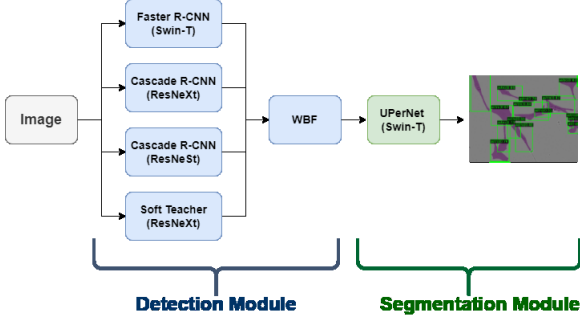 Faster R-CNN
(Swin-T)
Cascade R-CNN
(ResNeXt)
Image
WBF
UPerNet
(Swin-T)
Cascade R-CNN
(ResNeSt)
Soft Teacher
(ResNeXt)
Detection Module
Segmentation Module